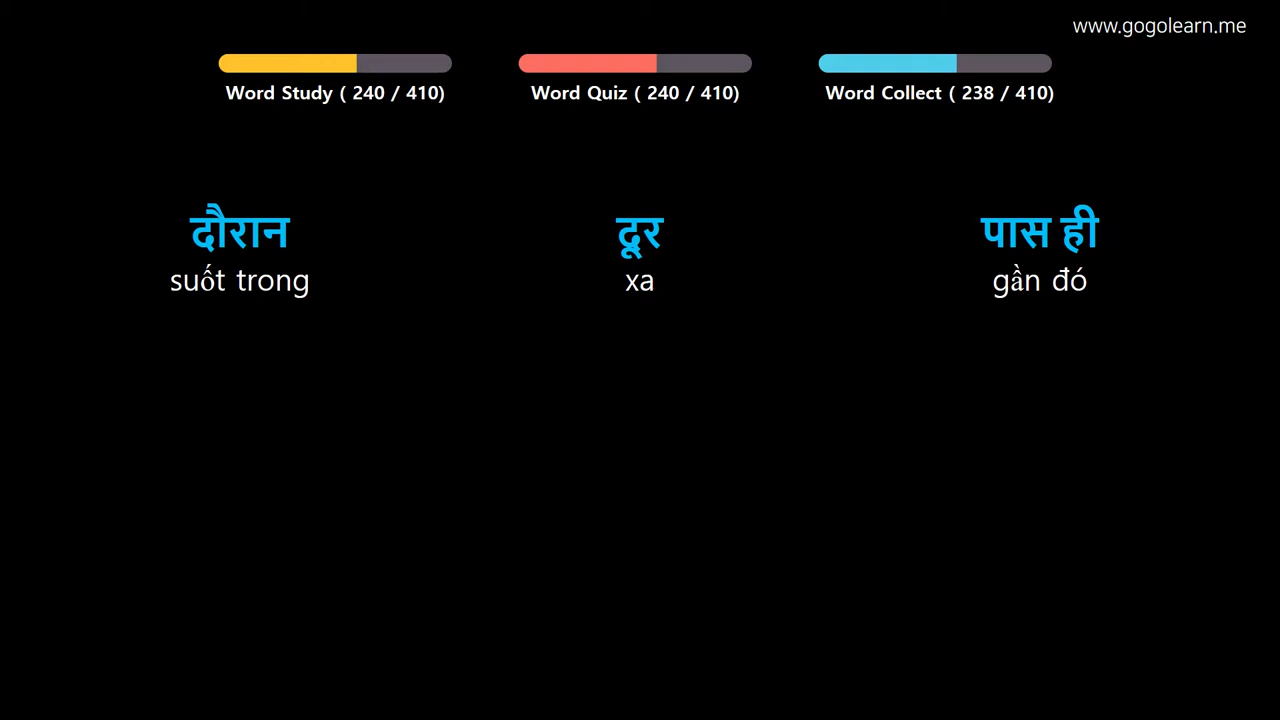 www.gogolearn.me
Word Study ( 240 / 410)
Word Quiz ( 240 / 410)
Word Collect ( 238 / 410)
दौरान
suốt trong
दूर
xa
पास ही
gần đó